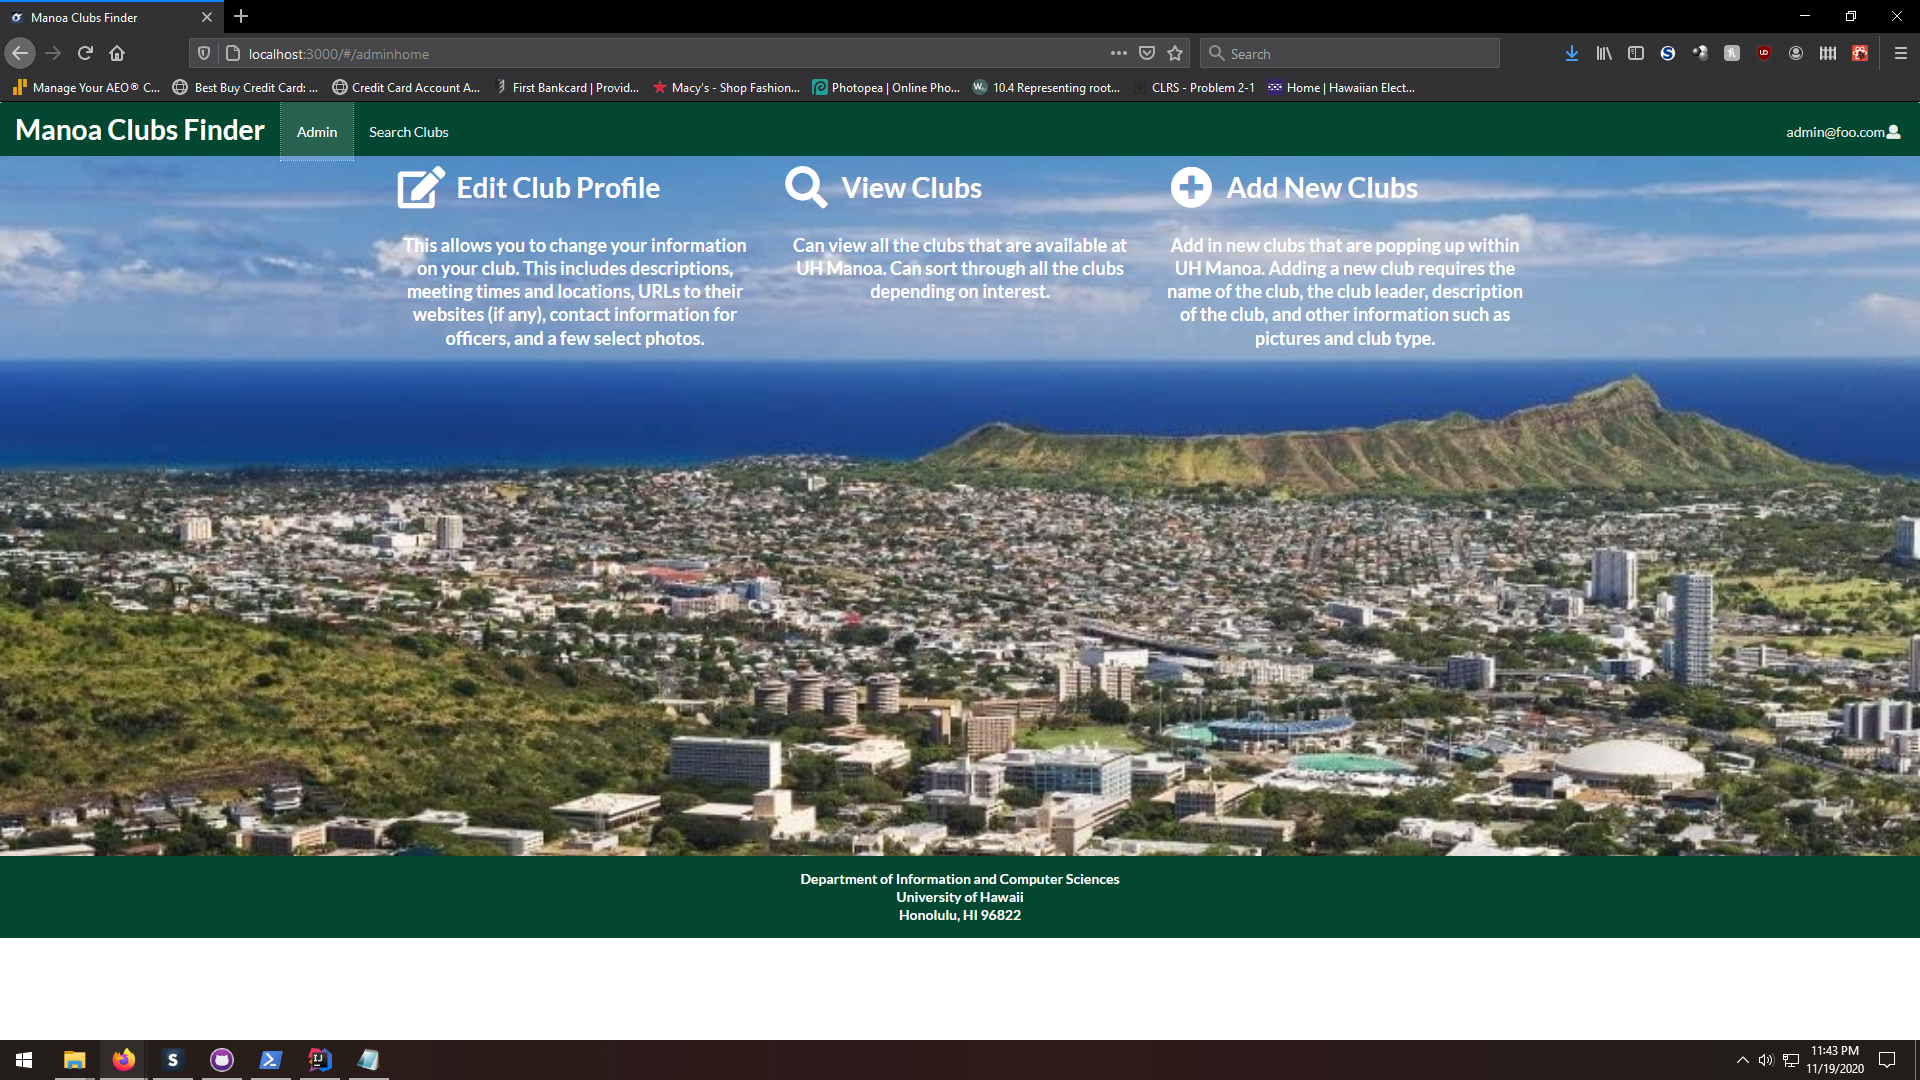 Manoa Clubs Finder
localhost:3000/#/adminhome
Search
Manage Your AEO® C...
Best Buy Credit Card: ...
Credit Card Account A...
First Bankcard | Provid...
Macy's - Shop Fashion...
Photopea | Online Pho...
10.4 Representing root...
CLRS - Problem 2-1
Home | Hawaiian Elect...
Manoa Clubs Finder
Admin
Search Clubs
admin@foo.com
Edit Club Profile
This allows you to change your information
on your club. This includes descriptions,
meeting times and locations, URLs to their
websites (if any), contact information for
officers, and a few select photos.
View Clubs
Can view all the clubs that are available at
UH Manoa. Can sort through all the clubs
depending on interest.
Add New Clubs
Add in new clubs that are popping up within
UH Manoa. Adding a new club requires the
name of the club, the club leader, description
of the club, and other information such as
pictures and club type.
Department of Information and Computer Sciences
University of Hawaii
Honolulu, HI 96822
11:43 PM
11/19/2020